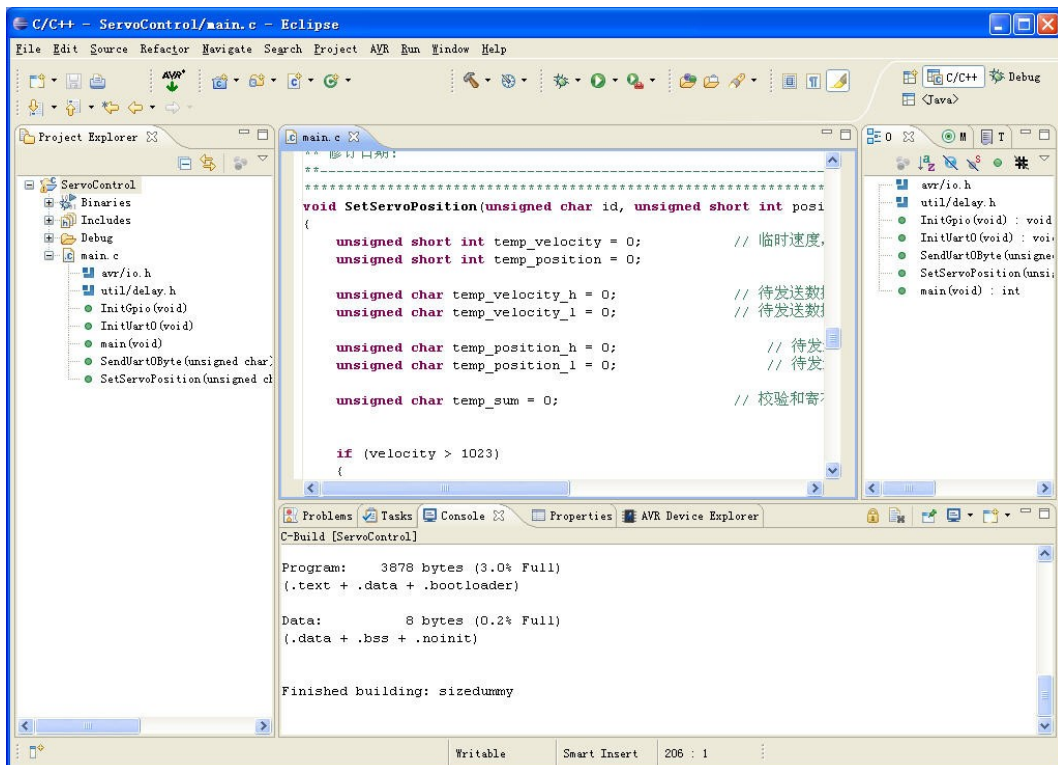 C/C++ - ServoControl/main.c - Eclipse
File Edit Source Refactor Navigate Search Project AVR Run Window Help
AVR
C/C++ Debug
<Java>
Project Explorer
ServoControl
Binaries
Includes
Debug
main.c
avr/io.h
util/delay.h
InitGpio(void)
InitUart0(void)
main(void)
SendUart0Byte(unsigned char)
SetServoPosition(unsigned ch
main.c
** 修订日期:
**----------------------------------------------------------------------
************************************************************************
void SetServoPosition(unsigned char id, unsigned short int posi
{
unsigned short int temp_velocity = 0; // 临时速度,
unsigned short int temp_position = 0;
unsigned char temp_velocity_h = 0; // 待发送数据
unsigned char temp_velocity_l = 0; // 待发送数据
unsigned char temp_position_h = 0; // 待发
unsigned char temp_position_l = 0; // 待发
unsigned char temp_sum = 0; // 校验和寄
if (velocity > 1023)
{
O M T
avr/io.h
util/delay.h
InitGpio(void) : void
InitUart0(void) : voi
SendUart0Byte(unsigne
SetServoPosition(unsi
main(void) : int
Problems Tasks Console Properties AVR Device Explorer
C-Build [ServoControl]
Program: 3878 bytes (3.0% Full)
(.text + .data + .bootloader)
Data: 8 bytes (0.2% Full)
(.data + .bss + .noinit)
Finished building: sizedummy
Writable Smart Insert 206 : 1